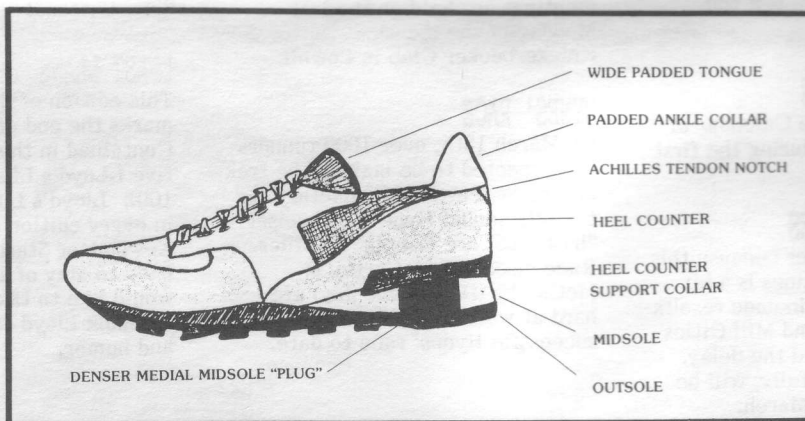 WIDE PADDED TONGUE
PADDED ANKLE COLLAR
ACHILLES TENDON NOTCH
HEEL COUNTER
HEEL COUNTER
SUPPORT COLLAR
MIDSOLE
OUTSOLE
DENSER MEDIAL MIDSOLE "PLUG"